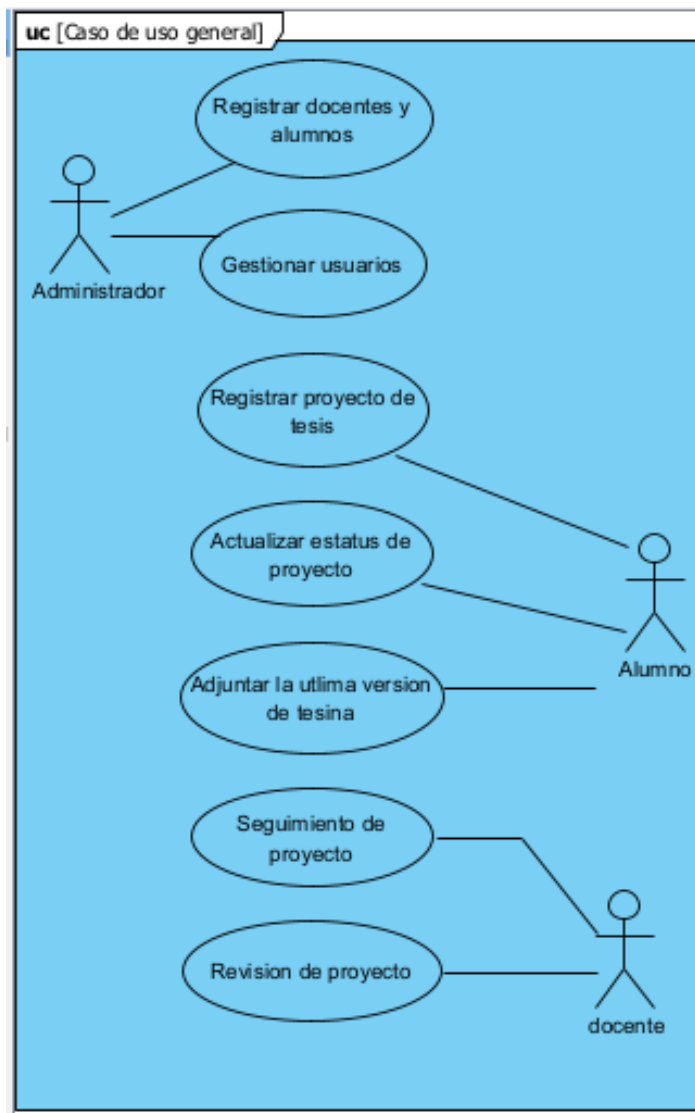 uc [Caso de uso general]
Registrar docentes y
alumnos
Administrador
Gestionar usuarios
Registrar proyecto de
tesis
Actualizar estatus de
proyecto
Alumno
Adjuntar la utlima version
de tesina
Seguimiento de
proyecto
Revision de proyecto
docente